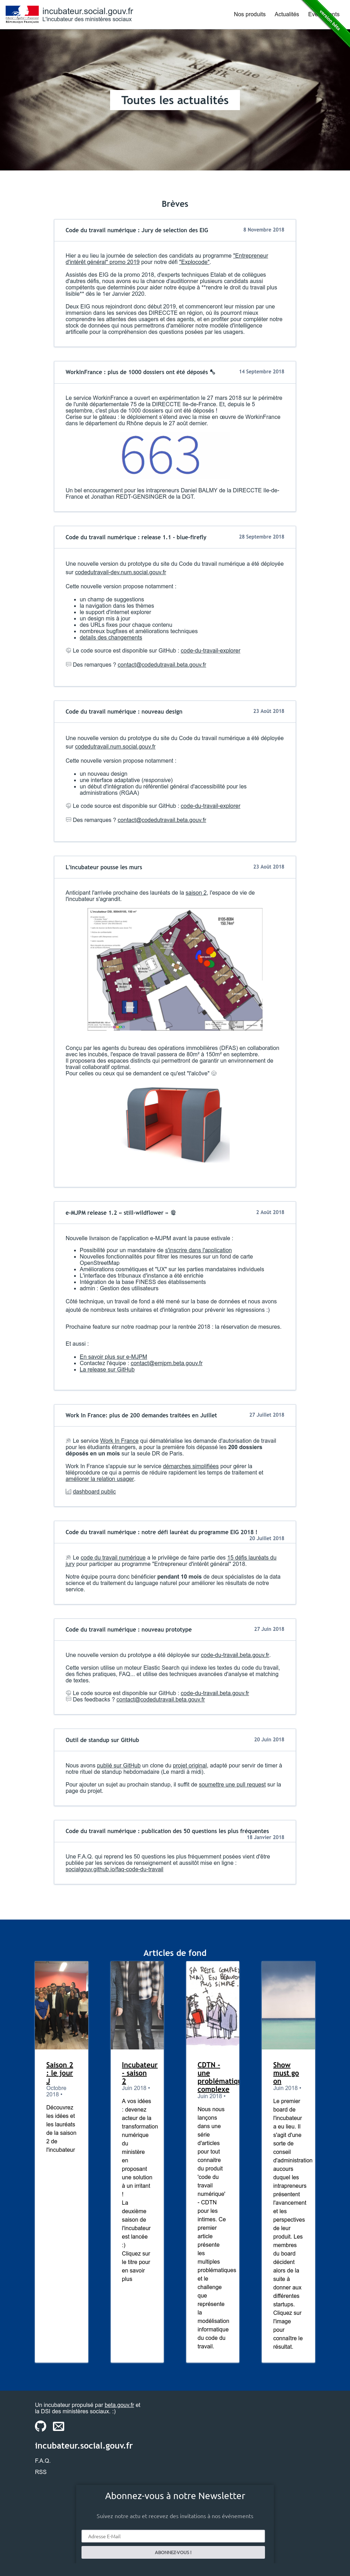 incubateur.social.gouv.fr
L'incubateur des ministères sociaux
Nos produits
Actualités
Toutes les actualités
Brèves
Code du travail numérique : Jury de selection des EIG
8 Novembre 2018
Hier a eu lieu la journée de selection des candidats au programme "Entrepreneur
d'intérêt général" promo 2019 pour notre défi "Explocode".
Assistés des EIG de la promo 2018, d'experts techniques Etalab et de collègues
d'autres défis, nous avons eu la chance d'auditionner plusieurs candidats aussi
compétents que determinés pour aider notre équipe à **rendre le droit du travail plus
lisible** dès le 1er Janvier 2020.
Deux EIG nous rejoindront donc début 2019, et commenceront leur mission par une
immersion dans les services des DIRECCTE en région, où ils pourront mieux
comprendre les attentes des usagers et des agents, et en profiter pour compléter notre
stock de données qui nous permettrons d'améliorer notre modèle d'intelligence
artificielle pour la compréhension des questions posées par les usagers.
WorkInFrance : plus de 1000 dossiers ont été déposés
14 Septembre 2018
Le service WorkinFrance a ouvert en expérimentation le 27 mars 2018 sur le périmètre
de l'unité départementale 75 de la DIRECCTE Ile-de-France. Et, depuis le 5
septembre, c'est plus de 1000 dossiers qui ont été déposés !
Cerise sur le gâteau : le déploiement s'étend avec la mise en œuvre de WorkinFrance
dans le département du Rhône depuis le 27 août dernier.
663
Un bel encouragement pour les intrapreneurs Daniel BALMY de la DIRECCTE Ile-de-
France et Jonathan REDT-GENSINGER de la DGT.
Code du travail numérique : release 1.1 - blue-firefly
28 Septembre 2018
Une nouvelle version du prototype du site du Code du travail numérique a été déployée
sur codedutravail-dev.num.social.gouv.fr
Cette nouvelle version propose notamment :
un champ de suggestions
la navigation dans les thèmes
le support d'internet explorer
un design mis à jour
des URLs fixes pour chaque contenu
nombreux bugfixes et améliorations techniques
details des changements
Le code source est disponible sur GitHub : code-du-travail-explorer
Des remarques ? contact@codedutravail.beta.gouv.fr
Code du travail numérique : nouveau design
23 Août 2018
Une nouvelle version du prototype du site du Code du travail numérique a été déployée
sur codedutravail.num.social.gouv.fr
Cette nouvelle version propose notamment :
un nouveau design
une interface adaptative (responsive)
un début d'intégration du référentiel général d'accessibilité pour les
administrations (RGAA)
Le code source est disponible sur GitHub : code-du-travail-explorer
Des remarques ? contact@codedutravail.beta.gouv.fr
L'incubateur pousse les murs
23 Août 2018
Anticipant l'arrivée prochaine des lauréats de la saison 2, l'espace de vie de
l'incubateur s'agrandit.
Conçu par les agents du bureau des opérations immobilières (DFAS) en collaboration
avec les incubés, l'espace de travail passera de 80m² à 150m² en septembre.
Il proposera des espaces distincts qui permettront de garantir un environnement de
travail collaboratif optimal.
Pour celles ou ceux qui se demandent ce qu'est "l'alcôve"
e-MJPM release 1.2 « still-wildflower »
2 Août 2018
Nouvelle livraison de l'application e-MJPM avant la pause estivale :
Possibilité pour un mandataire de s'inscrire dans l'application
Nouvelles fonctionnalités pour filtrer les mesures sur un fond de carte
OpenStreetMap
Améliorations cosmétiques et "UX" sur les parties mandataires individuels
L'interface des tribunaux d'instance a été enrichie
Intégration de la base FINESS des établissements
admin : Gestion des utilisateurs
Côté technique, un travail de fond a été mené sur la base de données et nous avons
ajouté de nombreux tests unitaires et d'intégration pour prévenir les régressions :)
Prochaine feature sur notre roadmap pour la rentrée 2018 : la réservation de mesures.
Et aussi :
En savoir plus sur e-MJPM
Contactez l'équipe : contact@emjpm.beta.gouv.fr
La release sur GitHub
Work in France: plus de 200 demandes traitées en Juillet
27 Juillet 2018
Le service Work In France qui dématérialise les demande d'autorisation de travail
pour les étudiants étrangers, a pour la première fois dépassé les 200 dossiers
déposés en un mois sur la seule DR de Paris.
Work In France s'appuie sur le service démarches simplifiées pour gérer la
téléprocédure ce qui a permis de réduire rapidement les temps de traitement et
améliorer la relation usager.
dashboard public
Code du travail numérique : notre défi lauréat du programme EIG 2018 !
20 Juillet 2018
Le code du travail numérique a le privilège de faire partie des 15 défis lauréats du
jury pour participer au programme "Entrepreneur d'intérêt général" 2018.
Notre équipe pourra donc bénéficier pendant 10 mois de deux spécialistes de la data
science et du traitement du language naturel pour améliorer les résultats de notre
service.
Code du travail numérique : nouveau prototype
27 Juin 2018
Une nouvelle version du prototype a été déployée sur code-du-travail.beta.gouv.fr.
Cette version utilise un moteur Elastic Search qui indexe les textes du code du travail,
des fiches pratiques, FAQ... et utilise des techniques d'analyse et matching
de textes.
Le code source est disponible sur GitHub : code-du-travail.beta.gouv.fr
Des feedbacks ? contact@codedutravail.beta.gouv.fr
Outil de standup sur GitHub
20 Juin 2018
Nous avons publié sur GitHub un clone du projet original, adapté pour servir de timer à
notre rituel de standup hebdomadaire (Le mardi à midi).
Pour ajouter un sujet au prochain standup, il suffit de soumettre une pull request sur la
page du projet.
Code du travail numérique : publication des 50 questions les plus fréquentes
18 Janvier 2018
Une F.A.Q. qui reprend les 50 questions les plus fréquemment posées vient d'être
publiée par les services de renseignement et aussitôt mise en ligne :
socialgouv.github.io/faq-code-du-travail
Articles de fond
Saison 2
: le jour
J
Octobre
2018 •
Découvrez
les idées et
les lauréats
de la saison
2 de
l'incubateur
Incubateur
- saison
2
Juin 2018 •
A vos idées
: devenez
acteur de la
transformation
numérique
du
ministère
en
proposant
une solution
à un irritant
!
La
deuxième
saison de
l'incubateur
est lancée
:)
Cliquez sur
le titre pour
en savoir
plus
CDTN -
une
problématique
complexe
Juin 2018 •
Nous nous
lançons
dans une
série
d'articles
pour tout
connaitre
du produit
'code du
travail
numérique'
- CDTN
pour les
intimes. Ce
premier
article
présente
les
multiples
problématiques
et le
challenge
que
représente
la
modélisation
informatique
du code du
travail.
Show
must go
on
Juin 2018 •
Le premier
board de
l'incubateur
a eu lieu. Il
s'agit d'une
sorte de
conseil
d'administration
aucours
duquel les
intrapreneurs
présentent
l'avancement
et les
perspectives
de leur
produit. Les
membres
du board
décident
alors de la
suite à
donner aux
différentes
startups.
Cliquez sur
l'image
pour
connaître le
résultat.
Un incubateur propulsé par beta.gouv.fr et
la DSI des ministères sociaux. :)
incubateur.social.gouv.fr
F.A.Q.
RSS
Abonnez-vous à notre Newsletter
Suivez notre actu et recevez des invitations à nos événements
Adresse E-Mail
ABONNEZ-VOUS !